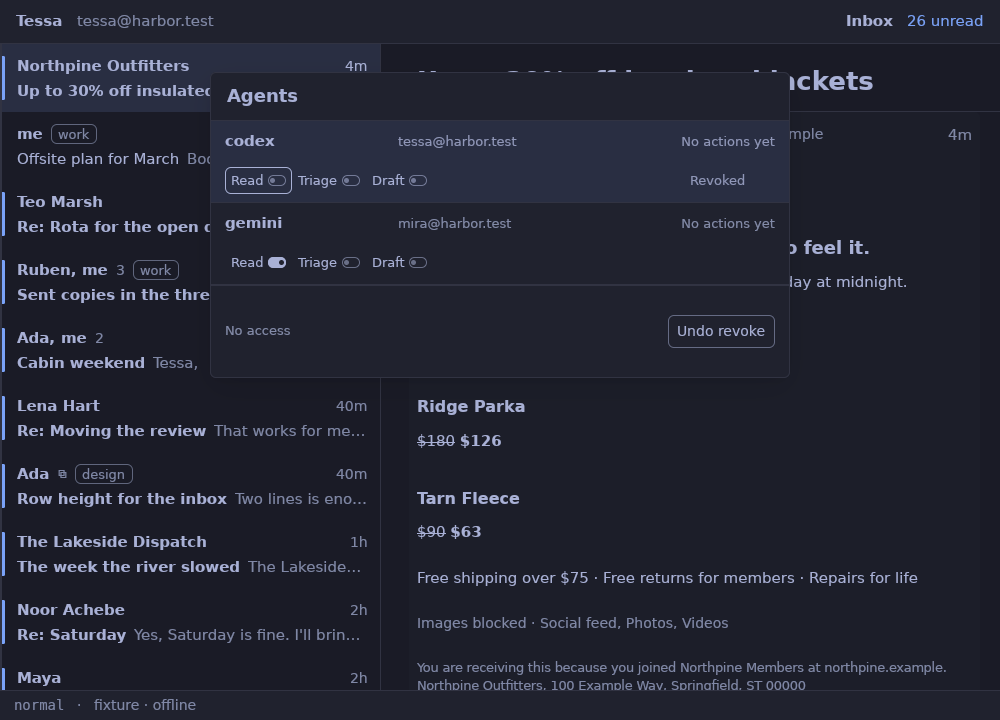 Tessa tessa@harbor.test Inbox 26 unread
Northpine Outfitters 4m
Up to 30% off insulated
me work
Offsite plan for March
Teo Marsh
Re: Rota for the open
Ruben, me 3 work
Sent copies in the
Ada, me 2
Cabin weekend Tessa,
Lena Hart 40m
Re: Moving the review That works for me…
Ada design 40m
Row height for the inbox Two lines is eno…
The Lakeside Dispatch 1h
The week the river slowed The Lakeside…
Noor Achebe 2h
Re: Saturday Yes, Saturday is fine. I'll brin…
Maya 2h
Agents
codex tessa@harbor.test No actions yet
Read Triage Draft Revoked
gemini mira@harbor.test No actions yet
Read Triage Draft
No access Undo revoke
4m
feel it.
at midnight.
Ridge Parka
$180 $126
Tarn Fleece
$90 $63
Free shipping over $75 · Free returns for members · Repairs for life
Images blocked · Social feed, Photos, Videos
You are receiving this because you joined Northpine Members at northpine.example.
Northpine Outfitters, 100 Example Way, Springfield, ST 00000
normal · fixture · offline